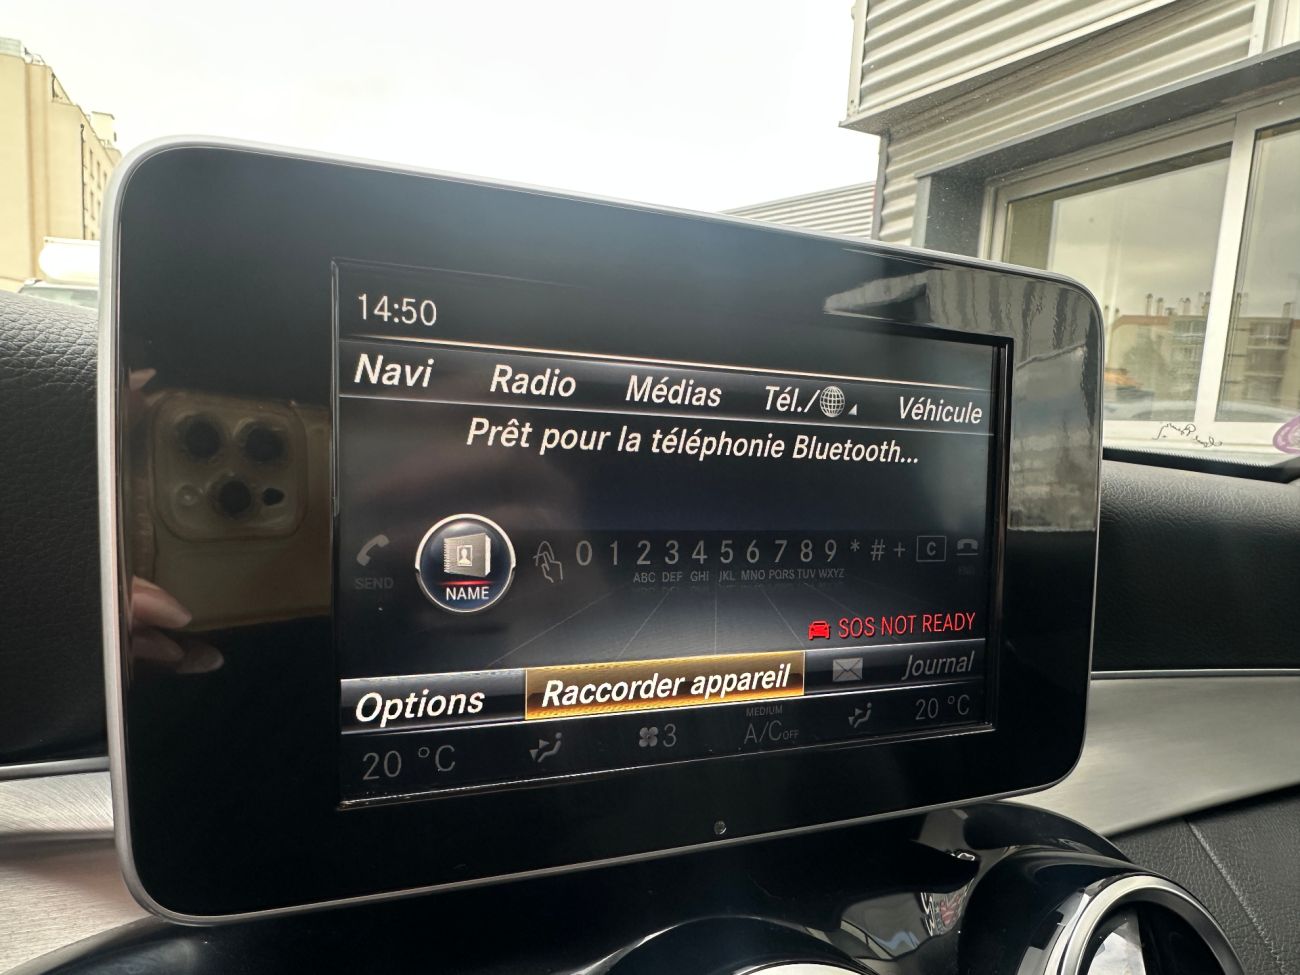 14:50
Navi Radio Médias Tél./ Véhicule
Prêt pour la téléphonie Bluetooth...
SEND NAME 0 1 2 3 4 5 6 7 8 9 * # + C
ABC DEF GHI JKL MNO PQRS TUV WXYZ
SOS NOT READY
Options Raccorder appareil Journal
20 °C 3 MEDIUM A/C OFF 20 °C